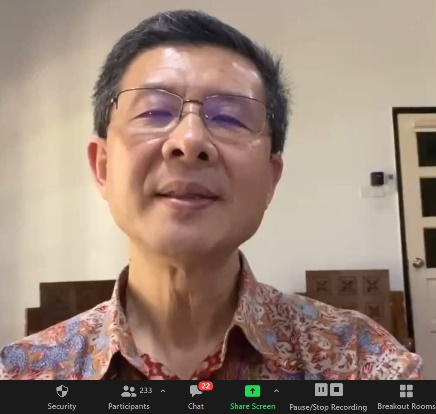 233
22
Security
Participants
Chat
Share Screen
Pause/Stop Recording
Breakout Rooms